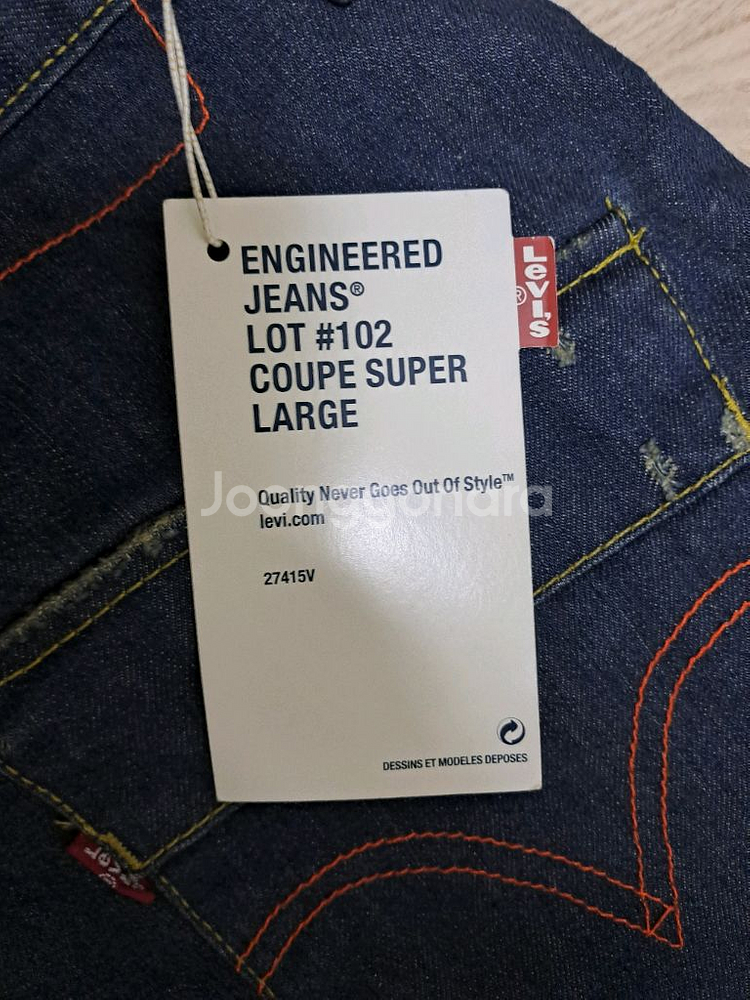 ENGINEERED
JEANS®
LOT #102
COUPE SUPER
LARGE
Levi's
®
Quality Never Goes Out Of Style™
levi.com
Joonggonara
27415V
DESSINS ET MODELES DEPOSES